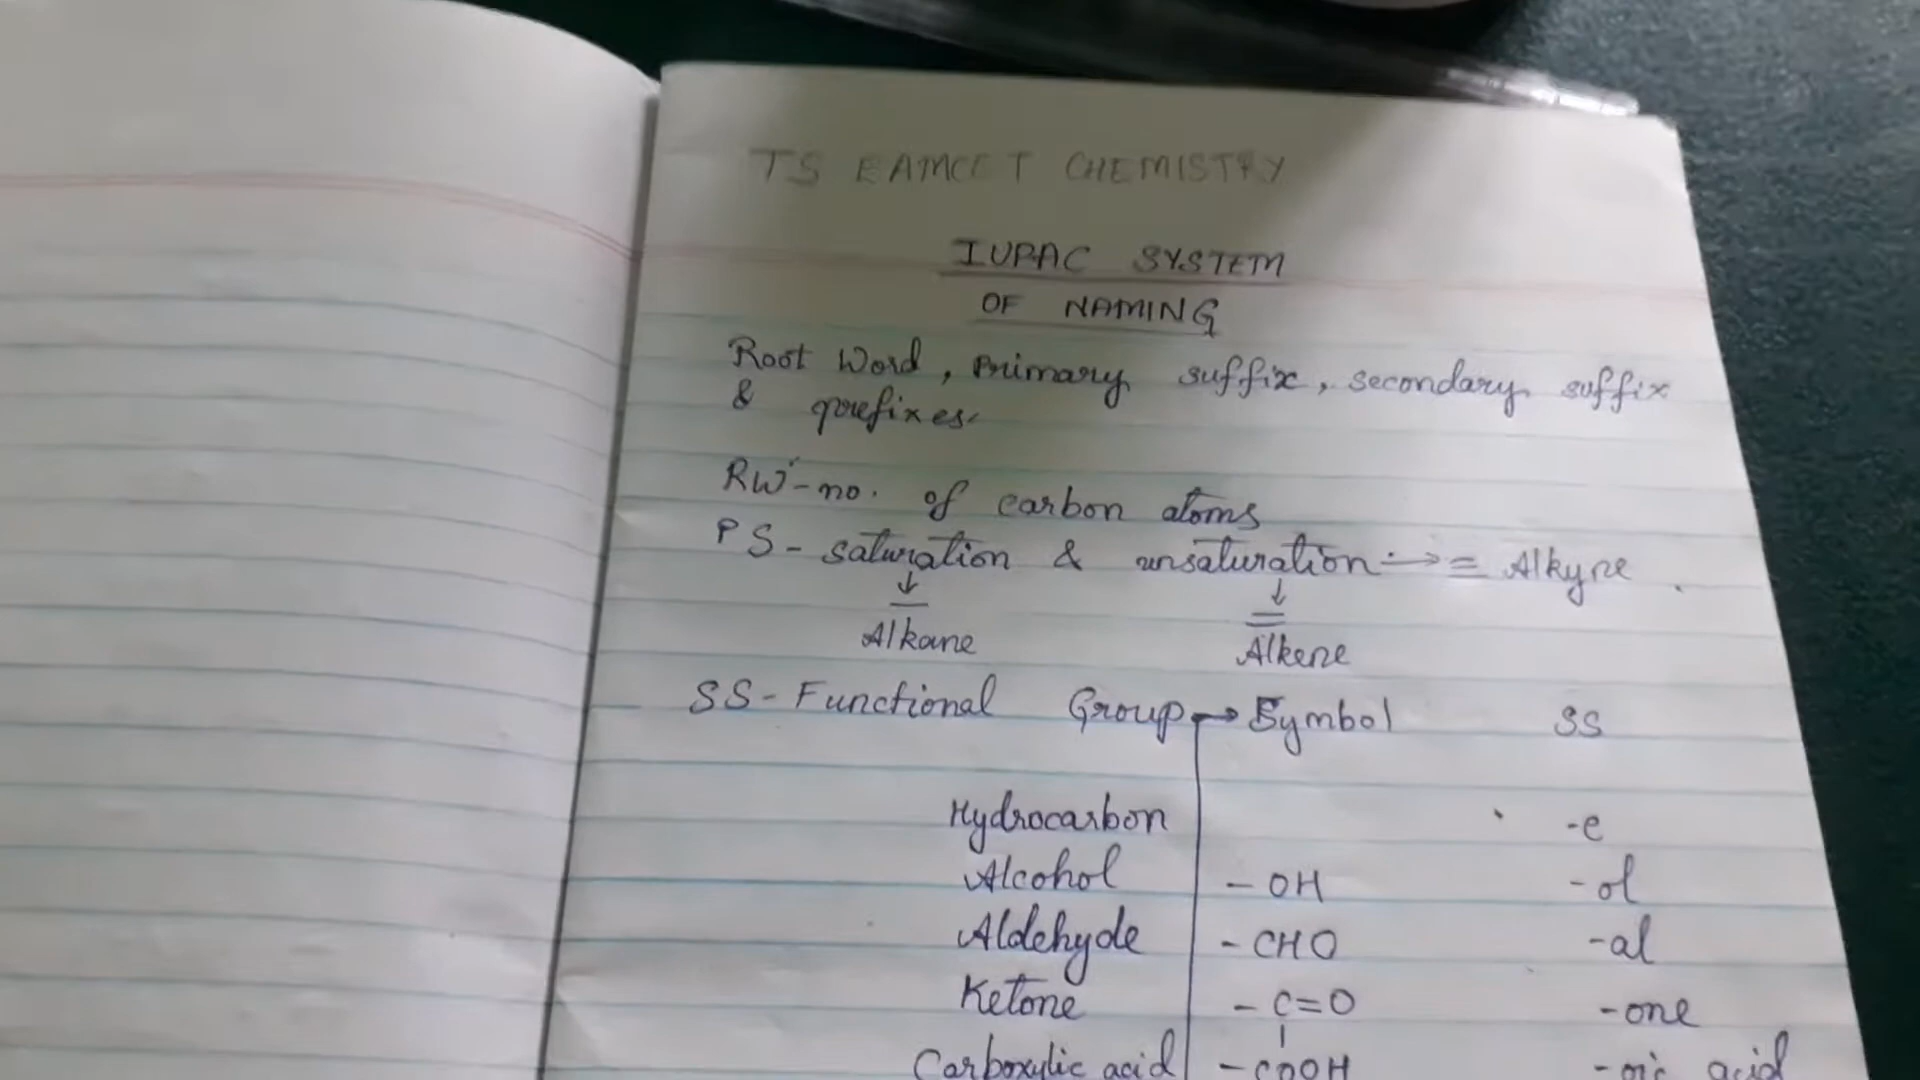 TS EAMCET CHEMISTRY
IUPAC SYSTEM
OF NAMING
Root Word, Primary suffix, secondary suffix
& prefixes.
RW - no. of carbon atoms
PS - saturation & unsaturation → ≡ Alkyne
↓ ↓
— =
Alkane Alkene
SS - Functional Group → Symbol SS
Hydrocarbon -e
Alcohol - OH -ol
Aldehyde - CHO -al
Ketone - C=O -one
Carboxylic acid - COOH - oic acid